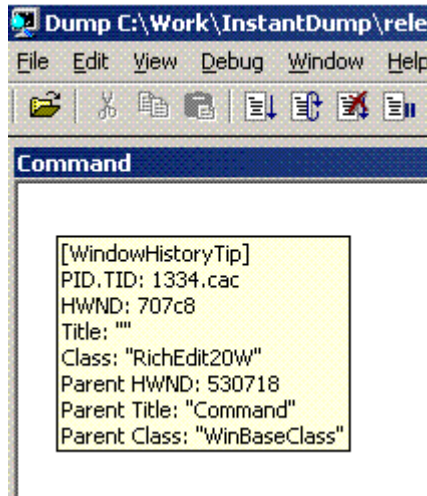 Dump C:\Work\InstantDump\rele
File Edit View Debug Window Help
Command
[WindowHistoryTip]
PID.TID: 1334.cac
HWND: 707c8
Title: ""
Class: "RichEdit20W"
Parent HWND: 530718
Parent Title: "Command"
Parent Class: "WinBaseClass"